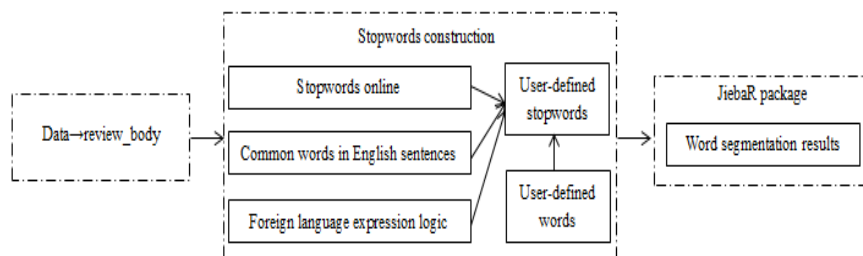 Stopwords construction
Data→review_body
Stopwords online
Common words in English sentences
Foreign language expression logic
User-defined
stopwords
User-defined
words
JiebaR package
Word segmentation results